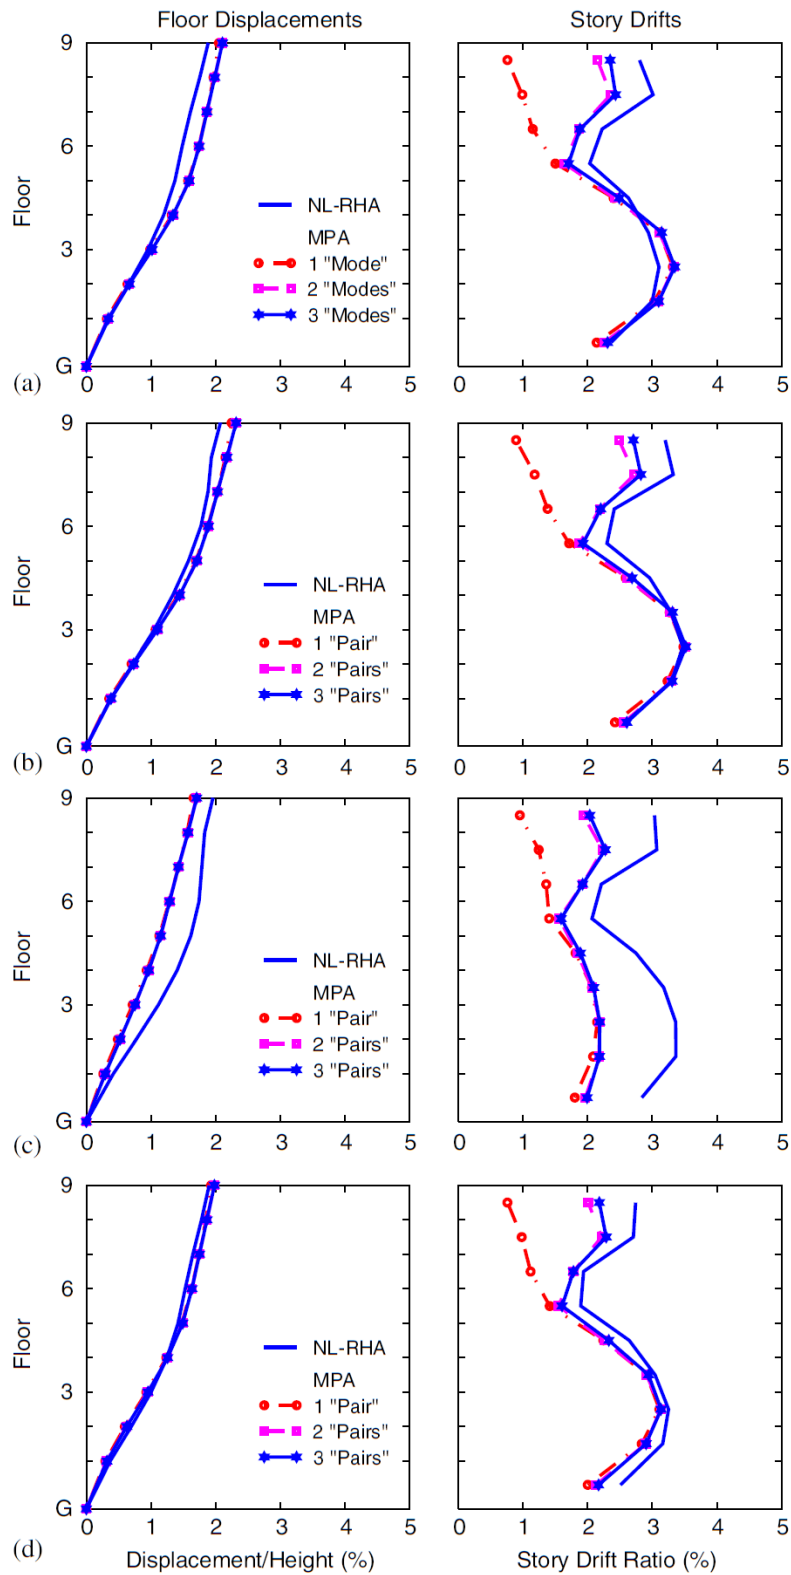 Floor Displacements Story Drifts
9
6
3
G
Floor
NL-RHA
MPA
1 "Mode"
2 "Modes"
3 "Modes"
0 1 2 3 4 5
0 1 2 3 4 5
(a)
9
6
3
G
Floor
NL-RHA
MPA
1 "Pair"
2 "Pairs"
3 "Pairs"
0 1 2 3 4 5
0 1 2 3 4 5
(b)
9
6
3
G
Floor
NL-RHA
MPA
1 "Pair"
2 "Pairs"
3 "Pairs"
0 1 2 3 4 5
0 1 2 3 4 5
(c)
9
6
3
G
Floor
NL-RHA
MPA
1 "Pair"
2 "Pairs"
3 "Pairs"
0 1 2 3 4 5
0 1 2 3 4 5
(d)
Displacement/Height (%) Story Drift Ratio (%)